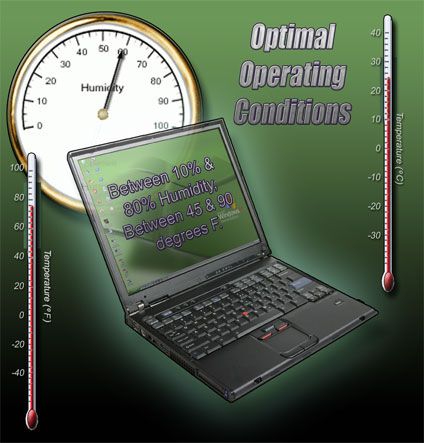 Optimal
Operating
Conditions
0
10
20
30
40
50
60
70
80
90
100
Humidity
Between 10% &
80% Humidity,
Between 45 & 90
degrees F.
Windows
100
80
60
40
20
0
-20
-40
Temperature (°F)
40
30
20
10
0
-10
-20
-30
Temperature (°C)